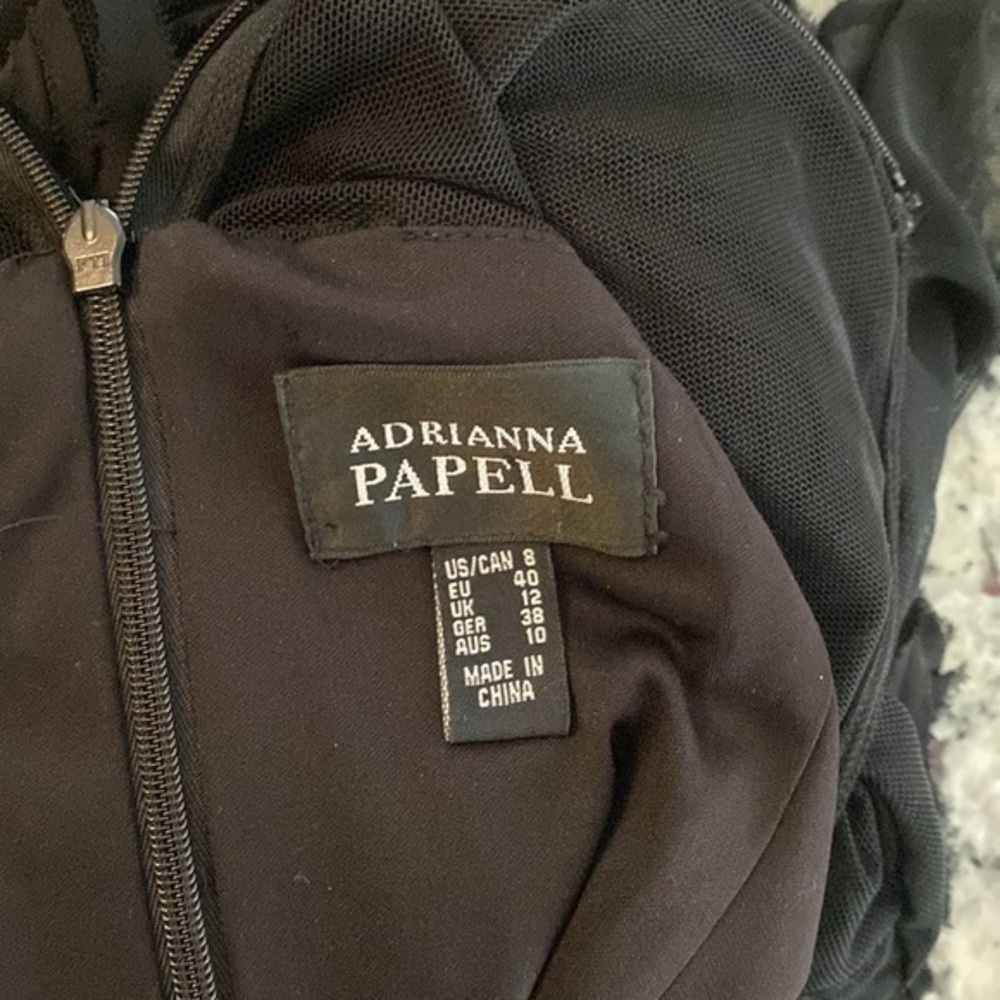 ADRIANNA
PAPELL
US/CAN 8
EU 40
UK 12
GER 38
AUS 10
MADE IN
CHINA